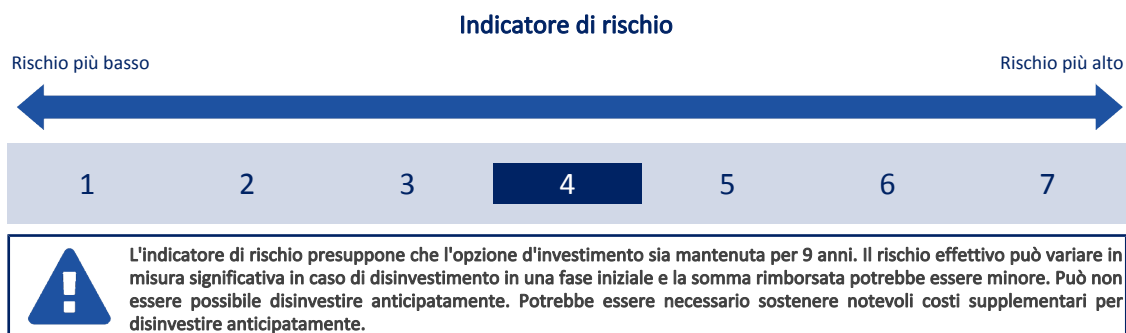 Indicatore di rischio
Rischio più basso
Rischio più alto
1 2 3 4 5 6 7
L'indicatore di rischio presuppone che l'opzione d'investimento sia mantenuta per 9 anni. Il rischio effettivo può variare in
misura significativa in caso di disinvestimento in una fase iniziale e la somma rimborsata potrebbe essere minore. Può non
essere possibile disinvestire anticipatamente. Potrebbe essere necessario sostenere notevoli costi supplementari per
disinvestire anticipatamente.